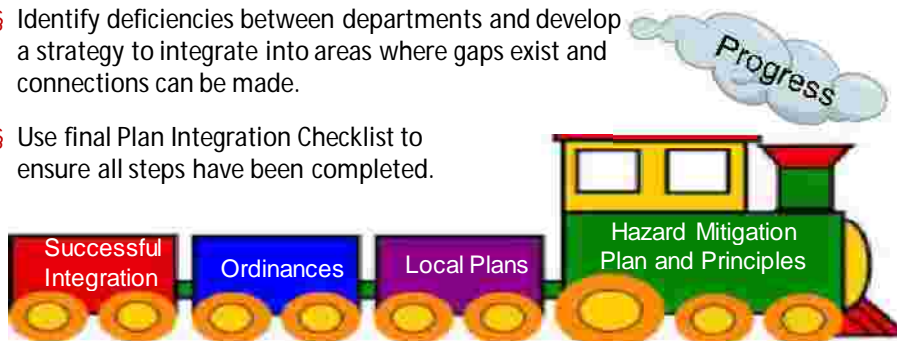 § Identify deficiencies between departments and develop
a strategy to integrate into areas where gaps exist and
connections can be made.
Progress
§ Use final Plan Integration Checklist to
ensure all steps have been completed.
Successful
Integration
Ordinances
Local Plans
Hazard Mitigation
Plan and Principles